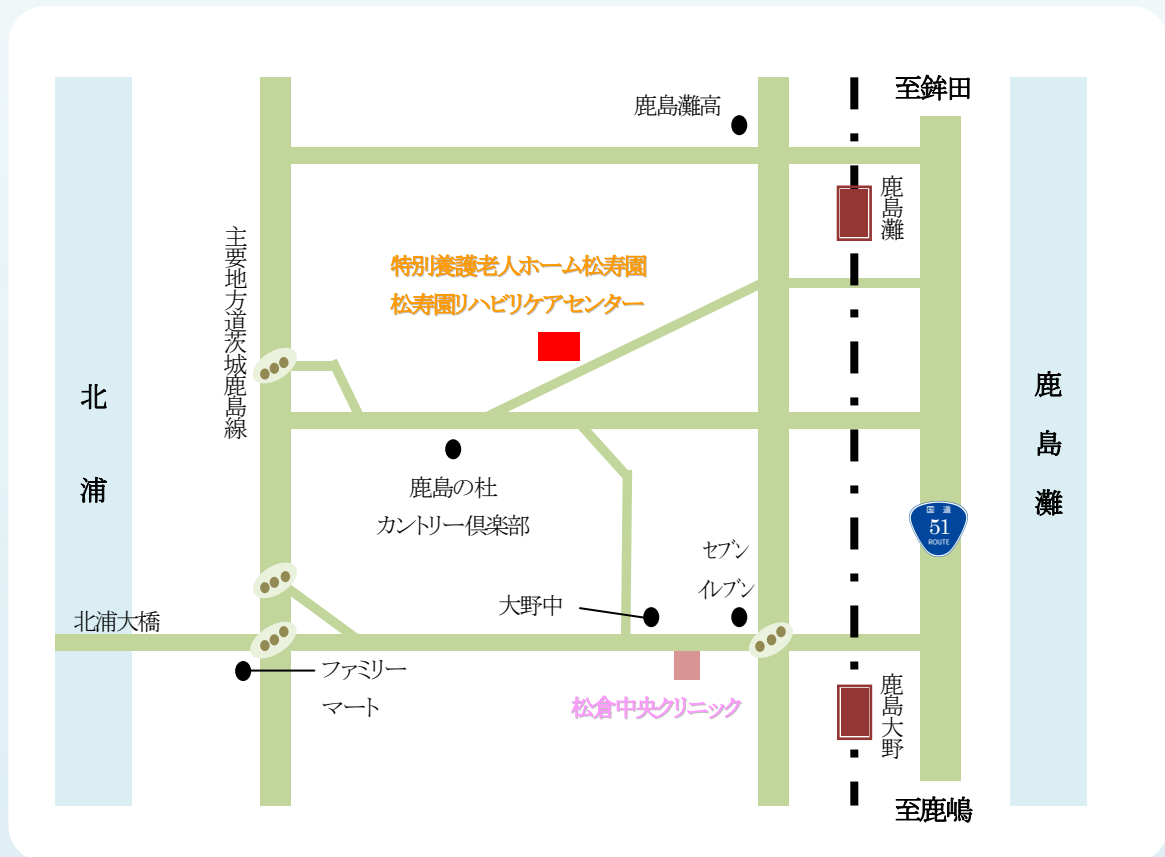 至鉾田
鹿島灘高
鹿島灘
主要地方道茨城鹿島線
特別養護老人ホーム松寿園
松寿園リハビリケアセンター
北浦
鹿島灘
鹿島の杜
カントリー倶楽部
国道
51
ROUTE
セブン
イレブン
大野中
北浦大橋
ファミリー
マート
松倉中央クリニック
鹿島大野
至鹿嶋